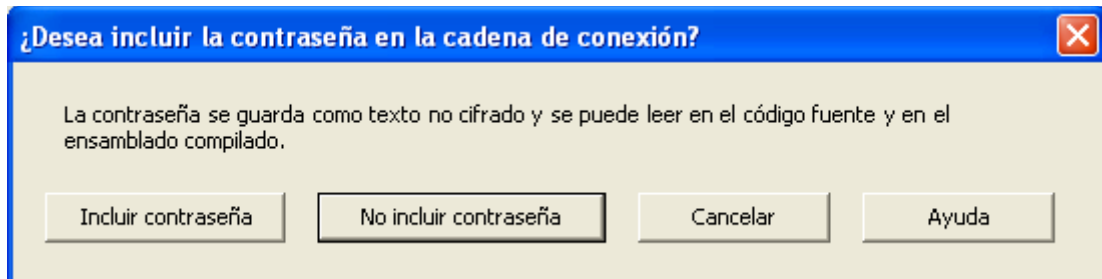 ¿Desea incluir la contraseña en la cadena de conexión?
La contraseña se guarda como texto no cifrado y se puede leer en el código fuente y en el
ensamblado compilado.
Incluir contraseña
No incluir contraseña
Cancelar
Ayuda